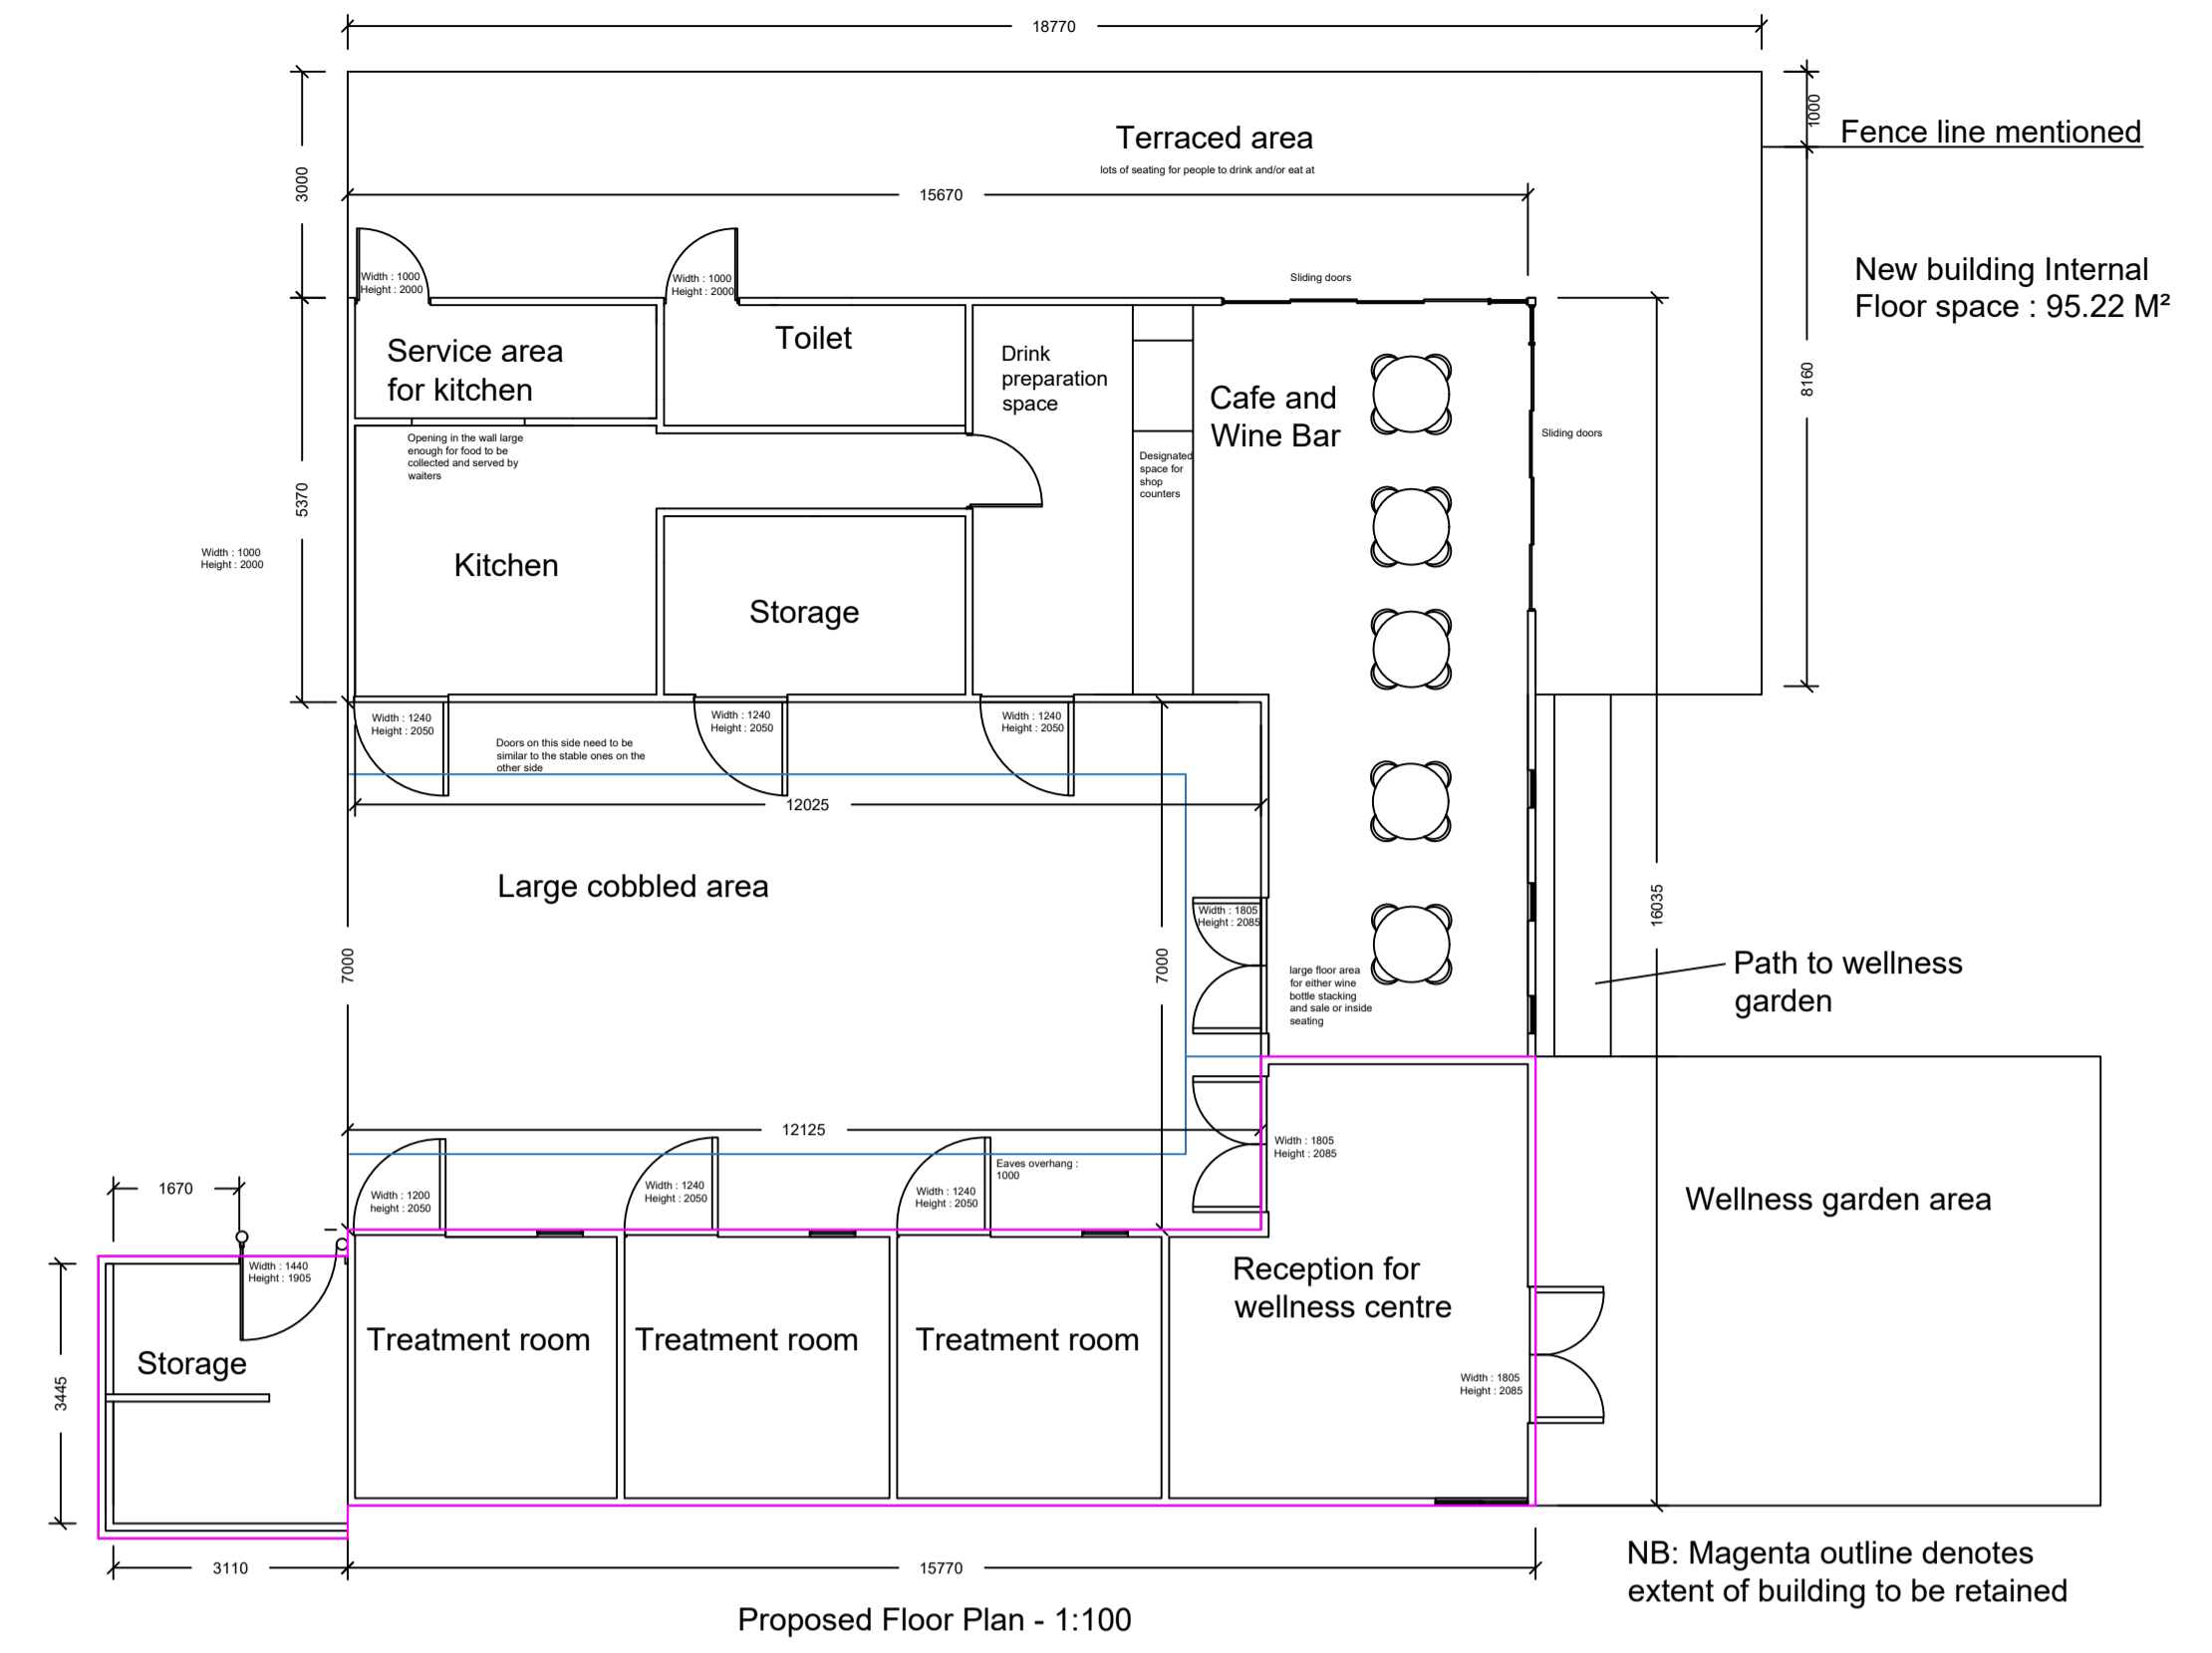 18770
1000
Fence line mentioned
Terraced area
lots of seating for people to drink and/or eat at
3000
15670
New building Internal
Floor space : 95.22 M²
Width : 1000
Height : 2000
Width : 1000
Height : 2000
Sliding doors
Service area
for kitchen
Toilet
Drink
preparation
space
Cafe and
Wine Bar
8160
Sliding doors
Opening in the wall large
enough for food to be
collected and served by
waiters
Designated
space for
shop
counters
5370
Width : 1000
Height : 2000
Kitchen
Storage
Width : 1240
Height : 2050
Width : 1240
Height : 2050
Width : 1240
Height : 2050
Doors on this side need to be
similar to the stable ones on the
other side
12025
Large cobbled area
Width : 1805
Height : 2085
16035
7000
7000
large floor area
for either wine
bottle stacking
and sale or inside
seating
Path to wellness
garden
12125
Width : 1805
Height : 2085
Eaves overhang :
1000
1670
Width : 1200
height : 2050
Width : 1240
Height : 2050
Width : 1240
Height : 2050
Wellness garden area
Width : 1440
Height : 1905
Reception for
wellness centre
Storage
Treatment room
Treatment room
Treatment room
3445
Width : 1805
Height : 2085
3110
15770
NB: Magenta outline denotes
extent of building to be retained
Proposed Floor Plan - 1:100